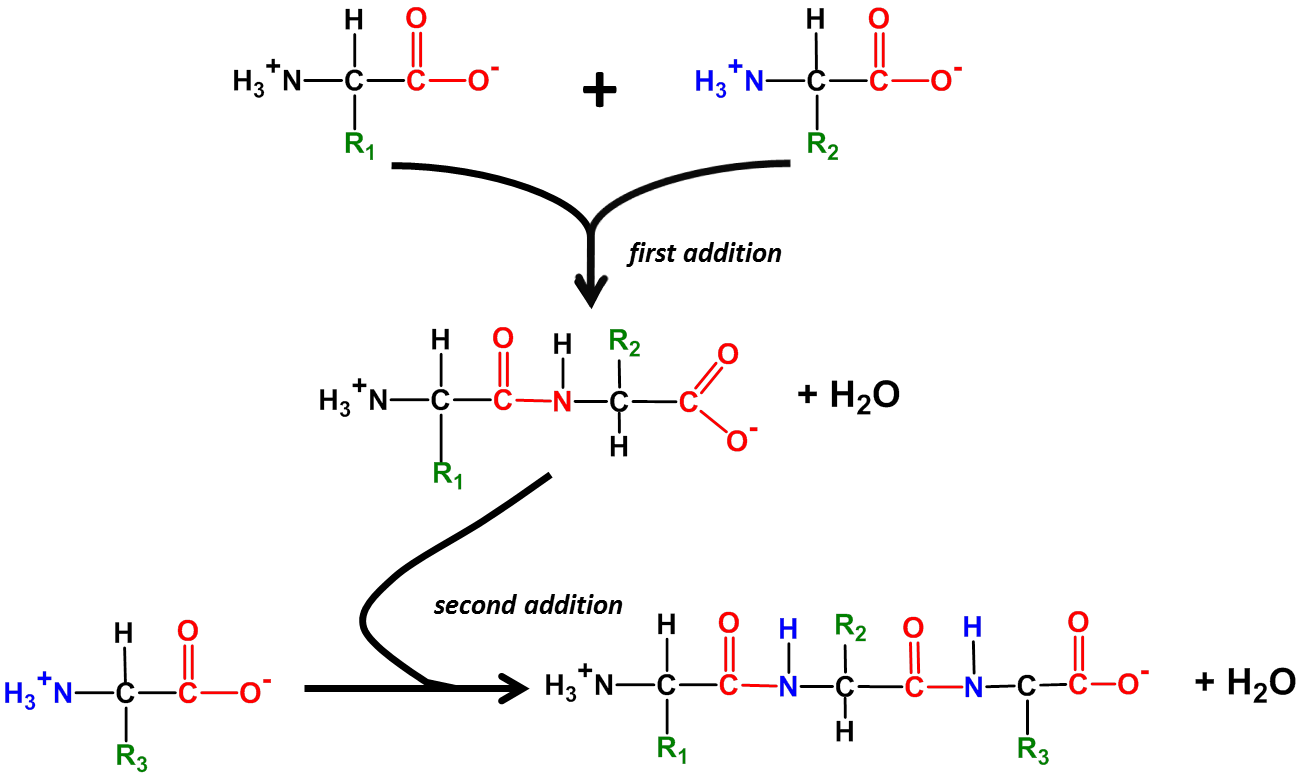 H O H O
H₃⁺N C C O⁻ + H₃⁺N C C O⁻
R₁ R₂
first addition
H O H R₂ O
H₃⁺N C C N C C + H₂O
R₁ H O⁻
second addition
H O H O H R₂ O H O
H₃⁺N C C O⁻ H₃⁺N C C N C C N C C O⁻ + H₂O
R₃ R₁ H R₃